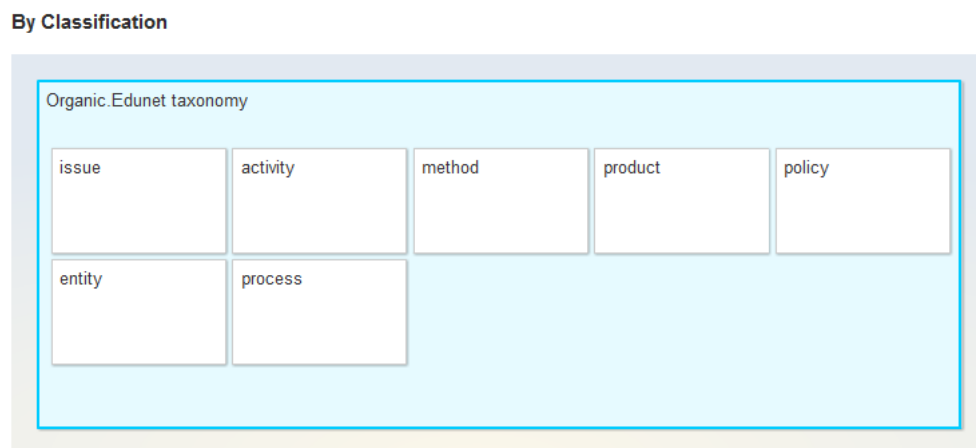 By Classification
Organic.Edunet taxonomy
issue activity method product policy
entity process